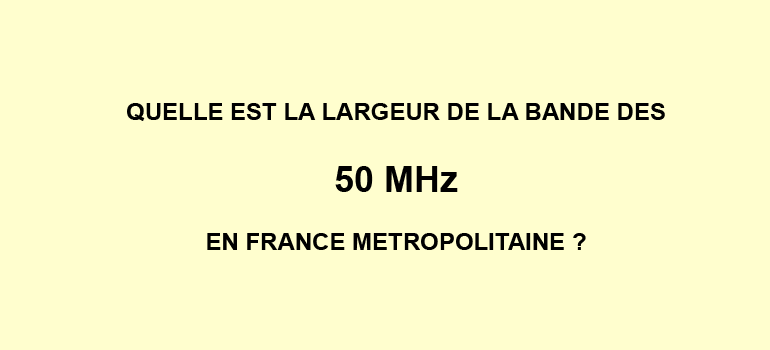 QUELLE EST LA LARGEUR DE LA BANDE DES
50 MHz
EN FRANCE METROPOLITAINE ?